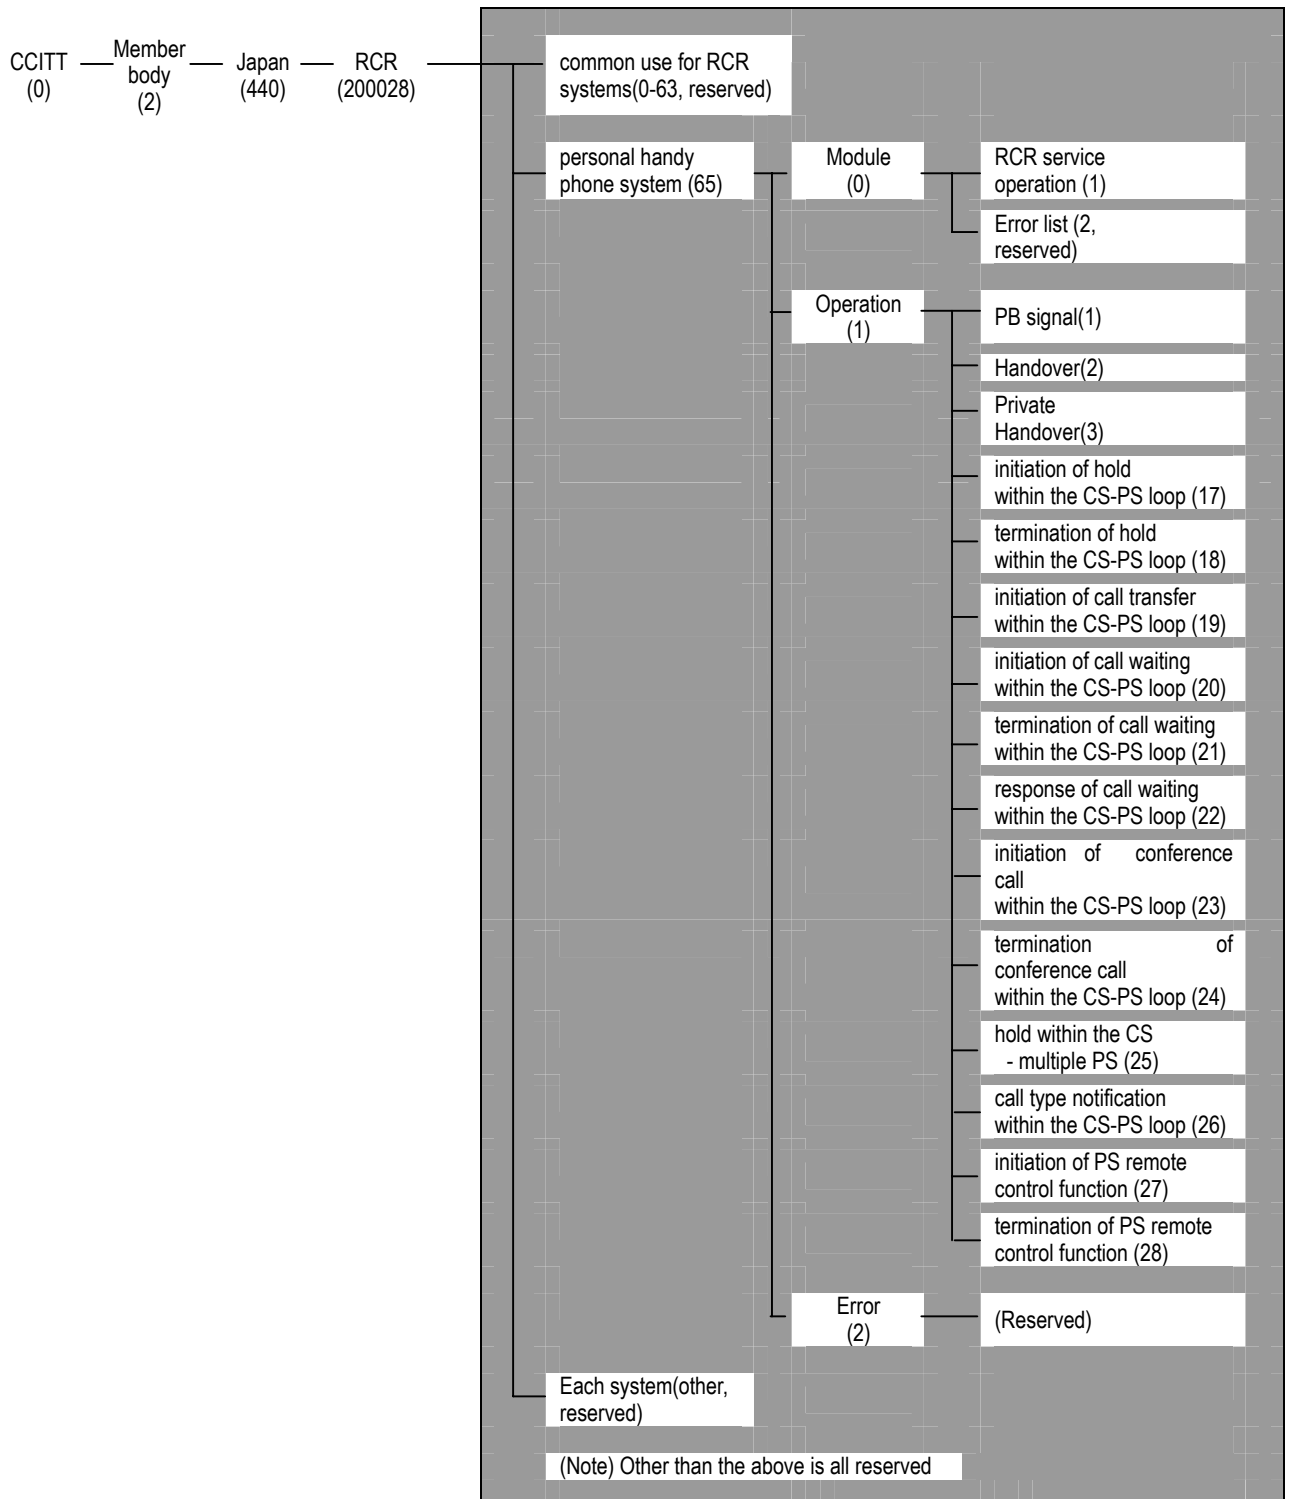 CCITT
(0)
Member
body
(2)
Japan
(440)
RCR
(200028)
common use for RCR
systems(0-63, reserved)
personal handy
phone system (65)
Module
(0)
RCR service
operation (1)
Error list (2,
reserved)
Operation
(1)
PB signal(1)
Handover(2)
Private
Handover(3)
initiation of hold
within the CS-PS loop (17)
termination of hold
within the CS-PS loop (18)
initiation of call transfer
within the CS-PS loop (19)
initiation of call waiting
within the CS-PS loop (20)
termination of call waiting
within the CS-PS loop (21)
response of call waiting
within the CS-PS loop (22)
initiation of conference
call
within the CS-PS loop (23)
termination of
conference call
within the CS-PS loop (24)
hold within the CS
- multiple PS (25)
call type notification
within the CS-PS loop (26)
initiation of PS remote
control function (27)
termination of PS remote
control function (28)
Error
(2)
(Reserved)
Each system(other,
reserved)
(Note) Other than the above is all reserved